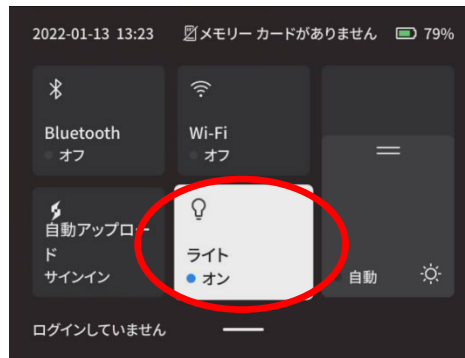 2022-01-13 13:23 メモリー カードがありません 79%
Bluetooth
オフ
Wi-Fi
オフ
自動アップロー
ド
サインイン
ライト
オン
自動
ログインしていません